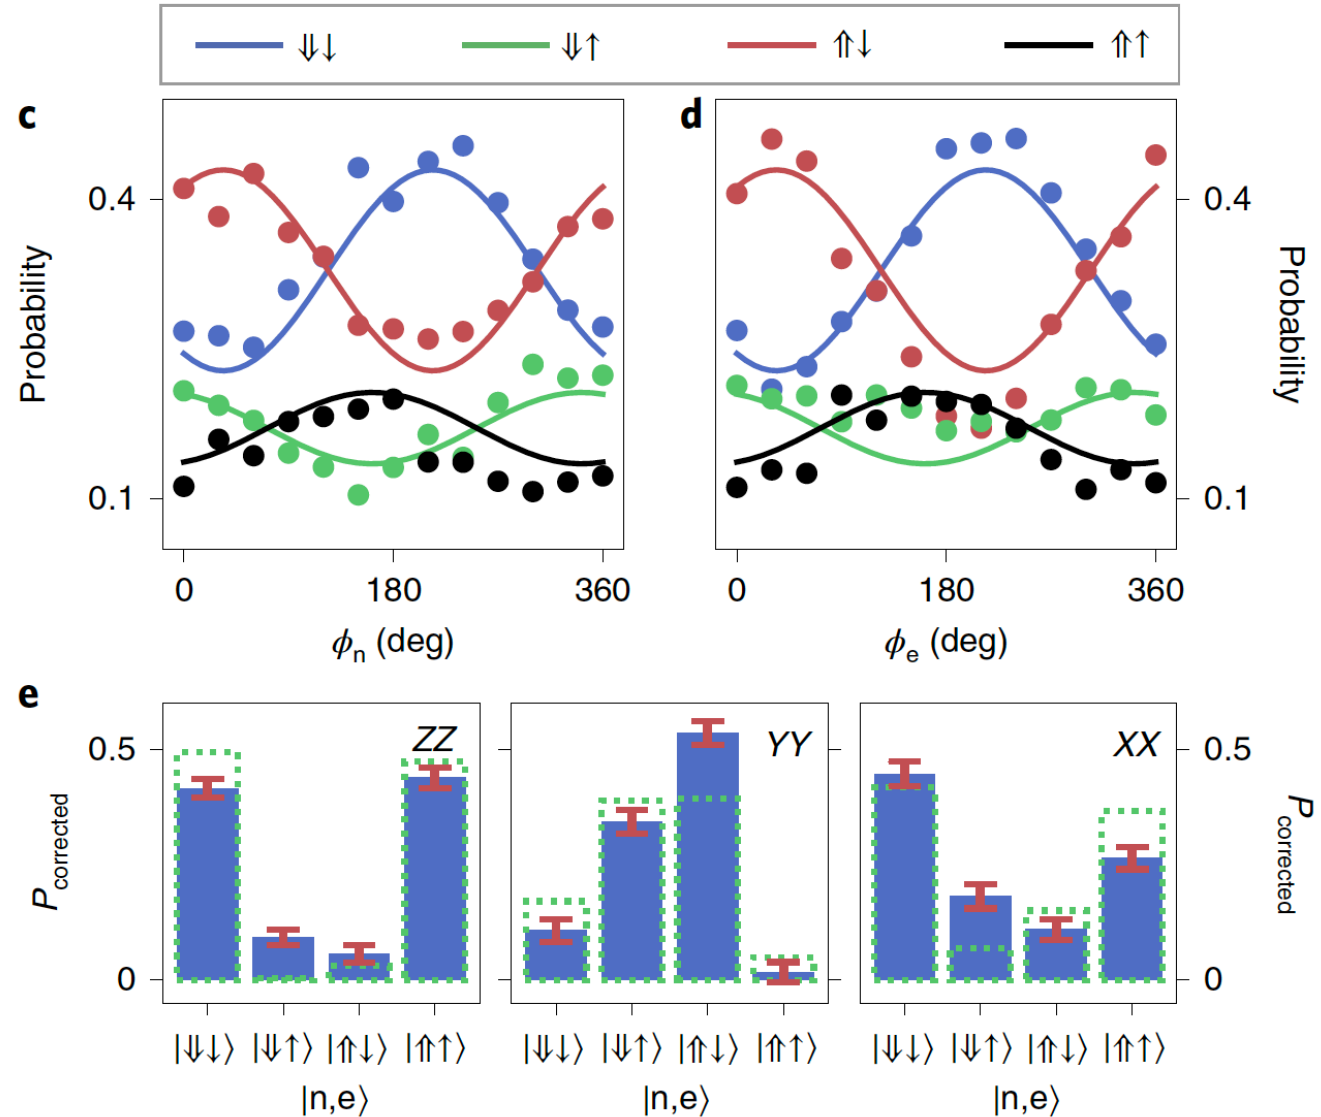 ⇓↓ ⇓↑ ⇑↓ ⇑↑
c d
Probability
0.4
0.1
0 180 360
ϕn (deg)
0.4
0.1
Probability
0 180 360
ϕe (deg)
e
Pcorrected
0.5
0
ZZ
|⇓↓⟩ |⇓↑⟩ |⇑↓⟩ |⇑↑⟩
|n,e⟩
YY
|⇓↓⟩ |⇓↑⟩ |⇑↓⟩ |⇑↑⟩
|n,e⟩
XX
0.5
0
Pcorrected
|⇓↓⟩ |⇓↑⟩ |⇑↓⟩ |⇑↑⟩
|n,e⟩